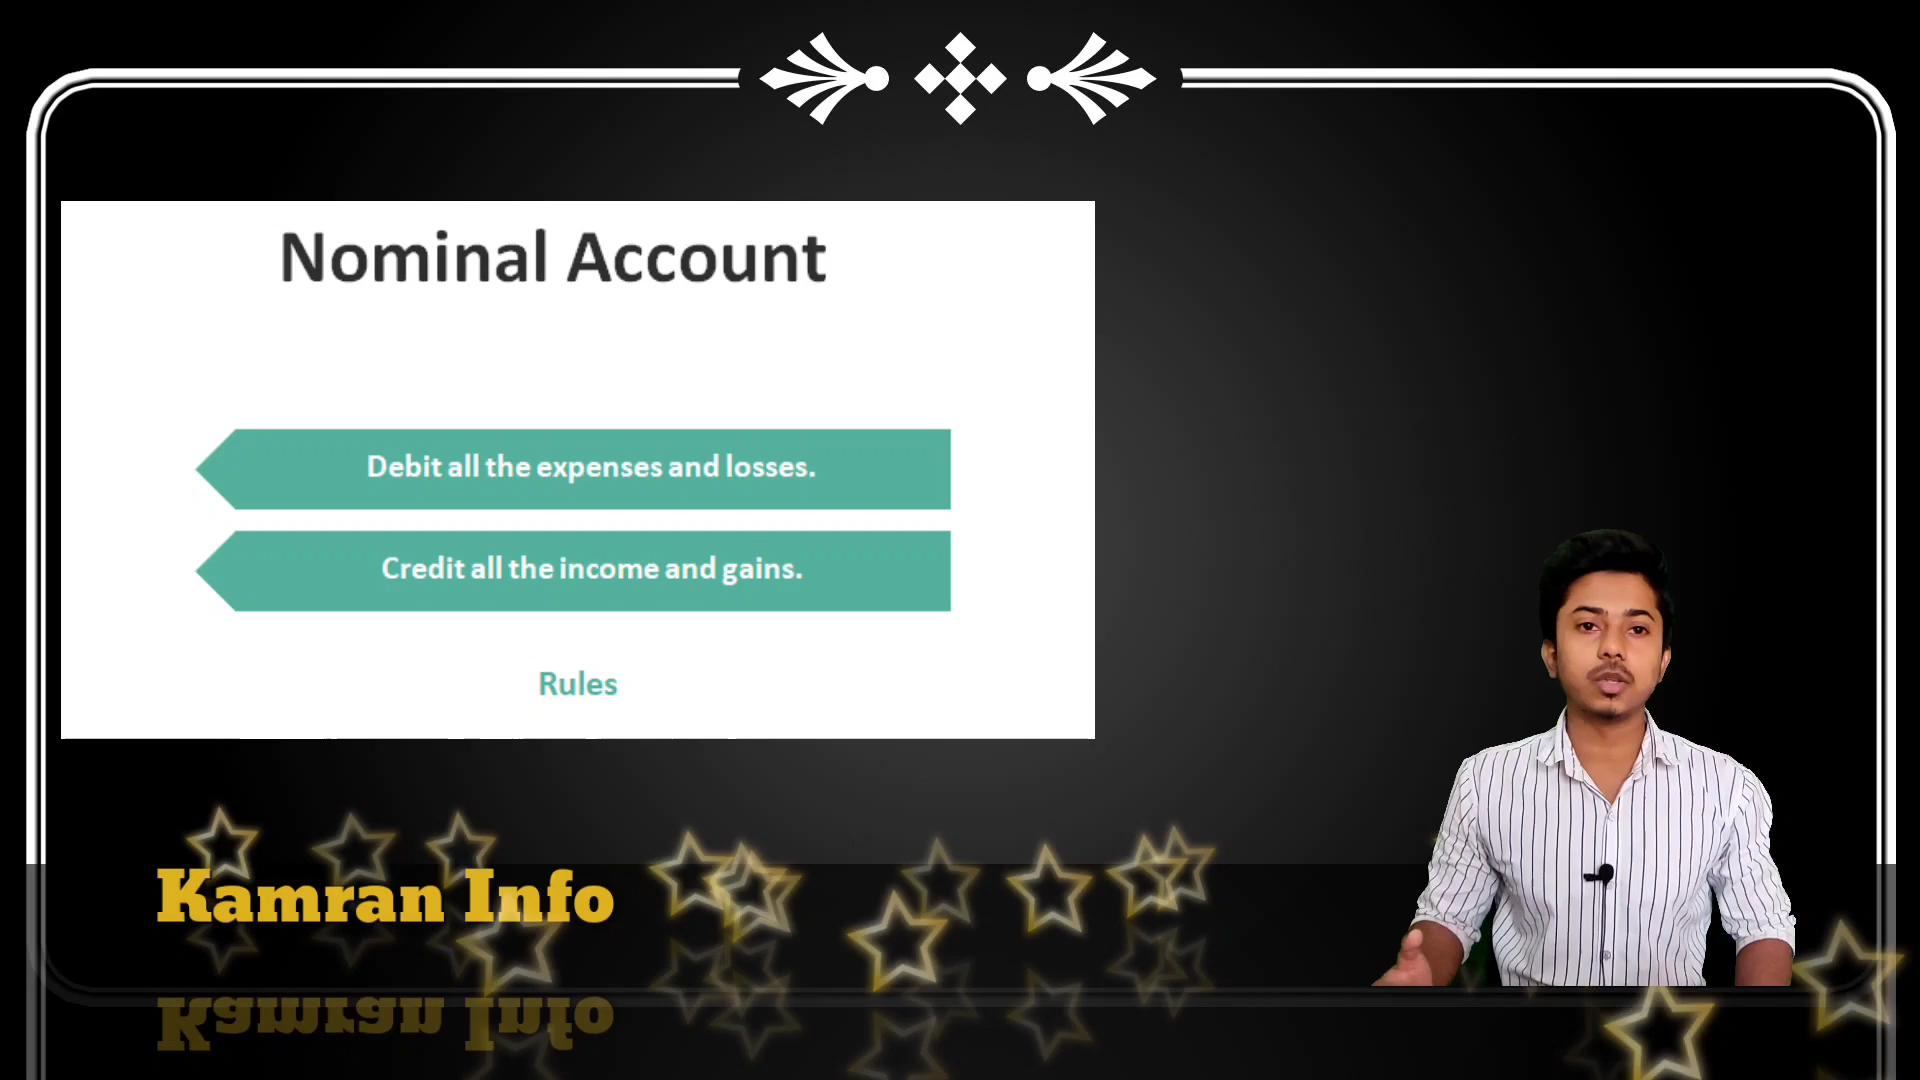 Nominal Account
Debit all the expenses and losses.
Credit all the income and gains.
Rules
Kamran Info